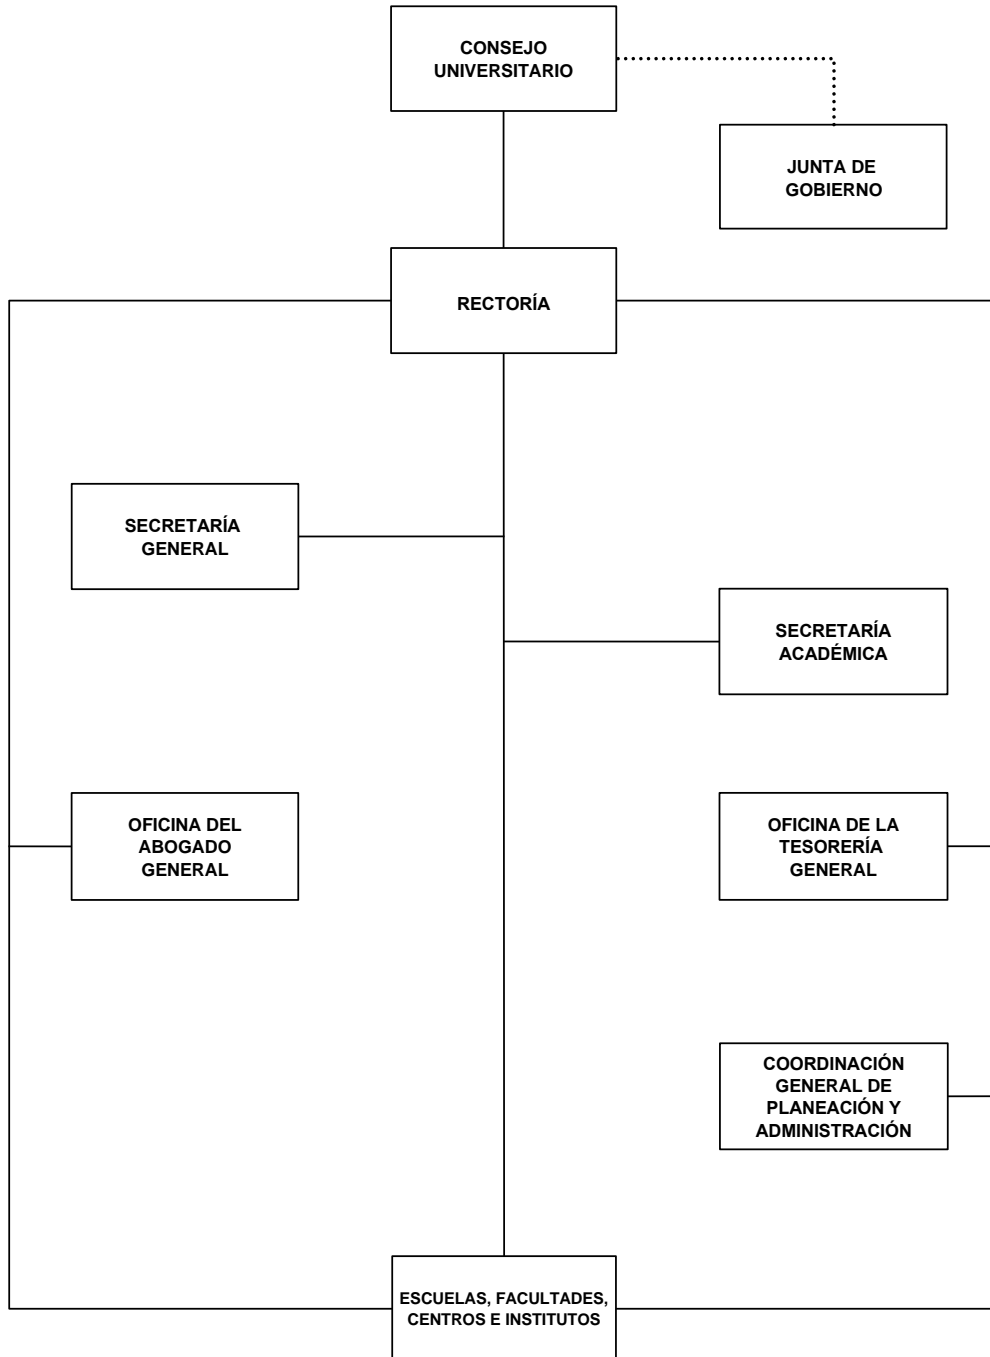 CONSEJO
UNIVERSITARIO
JUNTA DE
GOBIERNO
RECTORÍA
SECRETARÍA
GENERAL
SECRETARÍA
ACADÉMICA
OFICINA DEL
ABOGADO
GENERAL
OFICINA DE LA
TESORERÍA
GENERAL
COORDINACIÓN
GENERAL DE
PLANEACIÓN Y
ADMINISTRACIÓN
ESCUELAS, FACULTADES,
CENTROS E INSTITUTOS